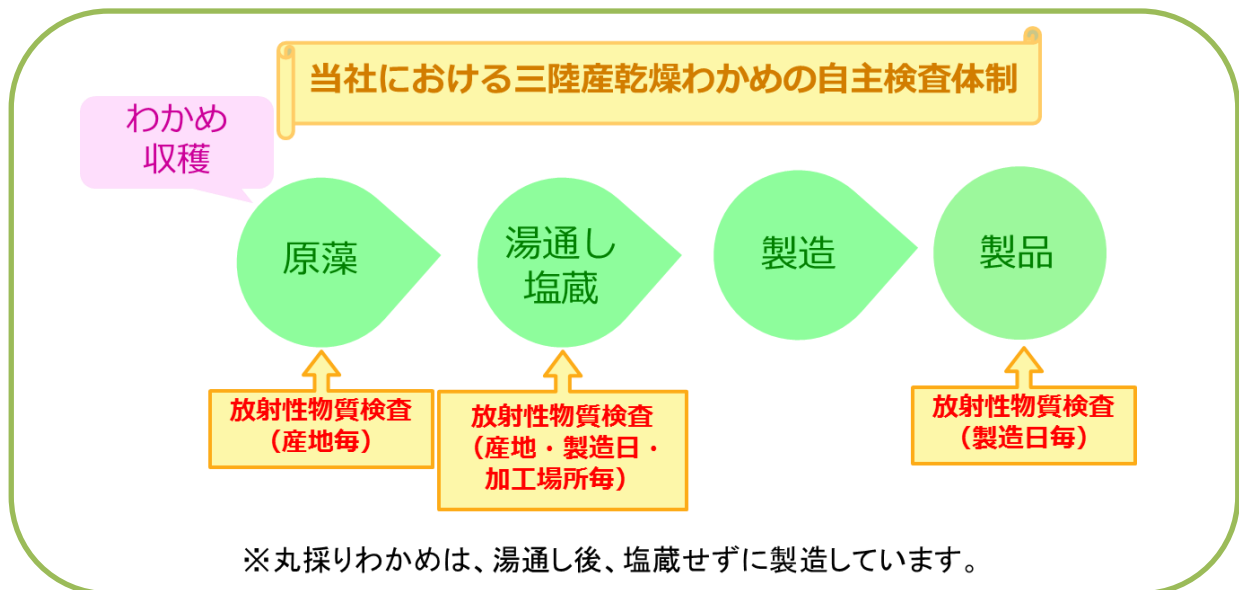 当社における三陸産乾燥わかめの自主検査体制
わかめ
収穫
原藻
湯通し
塩蔵
製造
製品
放射性物質検査
（産地毎）
放射性物質検査
（産地・製造日・
加工場所毎）
放射性物質検査
（製造日毎）
※丸採りわかめは、湯通し後、塩蔵せずに製造しています。